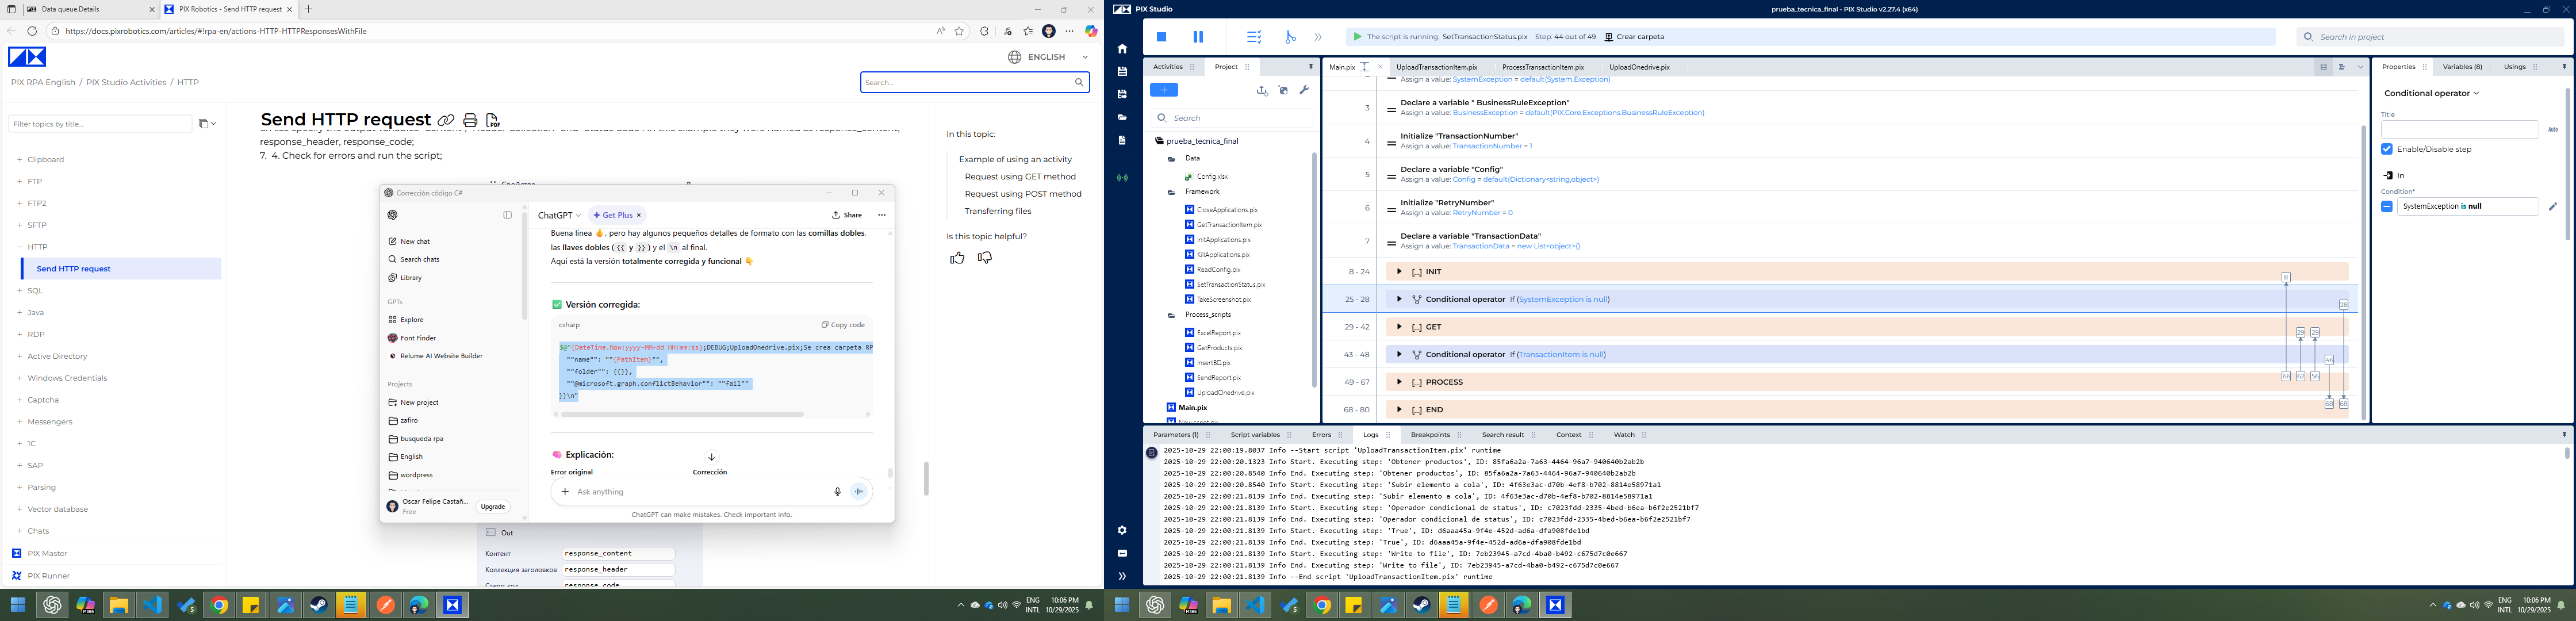 Data queue.Details
PIX Robotics - Send HTTP request
https://docs.pixrobotics.com/articles/#!rpa-en/actions-HTTP-HTTPResponsesWithFile
ENGLISH
PIX RPA English / PIX Studio Activities / HTTP
Search...
Filter topics by title...
Clipboard
FTP
FTP2
SFTP
HTTP
Send HTTP request
SQL
Java
RDP
Active Directory
Windows Credentials
Captcha
Messengers
1C
SAP
Parsing
Vector database
Chats
PIX Master
PIX Runner
Send HTTP request
response_header, response_code;
7. 4. Check for errors and run the script;
In this topic:
Example of using an activity
Request using GET method
Request using POST method
Transferring files
Is this topic helpful?
Corrección código C#
New chat
Search chats
Library
GPTs
Explore
Font Finder
Relume AI Website Builder
Projects
New project
zafiro
busqueda rpa
English
wordpress
Oscar Felipe Castañ...
Free
Upgrade
ChatGPT
Get Plus
Share
Buena línea 👍, pero hay algunos pequeños detalles de formato con las comillas dobles,
las llaves dobles ( {{ y }} ) y el \n al final.
Aquí está la versión totalmente corregida y funcional 👇
✅ Versión corregida:
csharp
Copy code
$@"{DateTime.Now:yyyy-MM-dd HH:mm:ss};DEBUG;UploadOnedrive.pix;Se crea carpeta RP
""name"": ""{PathItem}"",
""folder"": {{}},
""@microsoft.graph.conflictBehavior"": ""fail""
}}\n"
🧠 Explicación:
Error original
Corrección
Ask anything
ChatGPT can make mistakes. Check important info.
Out
Контент
response_content
Коллекция заголовков
response_header
Статус код
response_code
ENG
INTL
10:06 PM
10/29/2025
PIX Studio
prueba_tecnica_final - PIX Studio v2.27.4 (x64)
The script is running: SetTransactionStatus.pix Step: 44 out of 49 Crear carpeta
Search in project
Activities
Project
Search
prueba_tecnica_final
Data
Config.xlsx
Framework
CloseApplications.pix
GetTransactionItem.pix
InitApplications.pix
KillApplications.pix
ReadConfig.pix
SetTransactionStatus.pix
TakeScreenshot.pix
Process_scripts
ExcelReport.pix
GetProducts.pix
InsertBD.pix
SendReport.pix
UploadOnedrive.pix
Main.pix
Main.pix
UploadTransactionItem.pix
ProcessTransactionItem.pix
UploadOnedrive.pix
Assign a value: SystemException = default(System.Exception)
3
Declare a variable " BusinessRuleException"
Assign a value: BusinessException = default(PIX.Core.Exceptions.BusinessRuleException)
4
Initialize "TransactionNumber"
Assign a value: TransactionNumber = 1
5
Declare a variable "Config"
Assign a value: Config = default(Dictionary<string,object>)
6
Initialize "RetryNumber"
Assign a value: RetryNumber = 0
7
Declare a variable "TransactionData"
Assign a value: TransactionData = new List<object>()
8 - 24 [...] INIT
25 - 28 Conditional operator If (SystemException is null)
29 - 42 [...] GET
43 - 48 Conditional operator If (TransactionItem is null)
49 - 67 [...] PROCESS
68 - 80 [...] END
8
28
29
29
46
66
62
56
68
68
Properties
Variables (8)
Usings
Conditional operator
Title
Auto
Enable/Disable step
In
Condition*
SystemException is null
Parameters (1)
Script variables
Errors
Logs
Breakpoints
Search result
Context
Watch
2025-10-29 22:00:19.8037 Info --Start script 'UploadTransactionItem.pix' runtime
2025-10-29 22:00:20.1323 Info Start. Executing step: 'Obtener productos', ID: 85fa6a2a-7a63-4464-96a7-940640b2ab2b
2025-10-29 22:00:20.8540 Info End. Executing step: 'Obtener productos', ID: 85fa6a2a-7a63-4464-96a7-940640b2ab2b
2025-10-29 22:00:20.8540 Info Start. Executing step: 'Subir elemento a cola', ID: 4f63e3ac-d70b-4ef8-b702-8814e58971a1
2025-10-29 22:00:21.8139 Info End. Executing step: 'Subir elemento a cola', ID: 4f63e3ac-d70b-4ef8-b702-8814e58971a1
2025-10-29 22:00:21.8139 Info Start. Executing step: 'Operador condicional de status', ID: c7023fdd-2335-4bed-b6ea-b6f2e2521bf7
2025-10-29 22:00:21.8139 Info End. Executing step: 'Operador condicional de status', ID: c7023fdd-2335-4bed-b6ea-b6f2e2521bf7
2025-10-29 22:00:21.8139 Info Start. Executing step: 'True', ID: d6aaa45a-9f4e-452d-ad6a-dfa908fde1bd
2025-10-29 22:00:21.8139 Info End. Executing step: 'True', ID: d6aaa45a-9f4e-452d-ad6a-dfa908fde1bd
2025-10-29 22:00:21.8139 Info Start. Executing step: 'Write to file', ID: 7eb23945-a7cd-4ba0-b492-c675d7c0e667
2025-10-29 22:00:21.8139 Info End. Executing step: 'Write to file', ID: 7eb23945-a7cd-4ba0-b492-c675d7c0e667
2025-10-29 22:00:21.8139 Info --End script 'UploadTransactionItem.pix' runtime
ENG
INTL
10:06 PM
10/29/2025